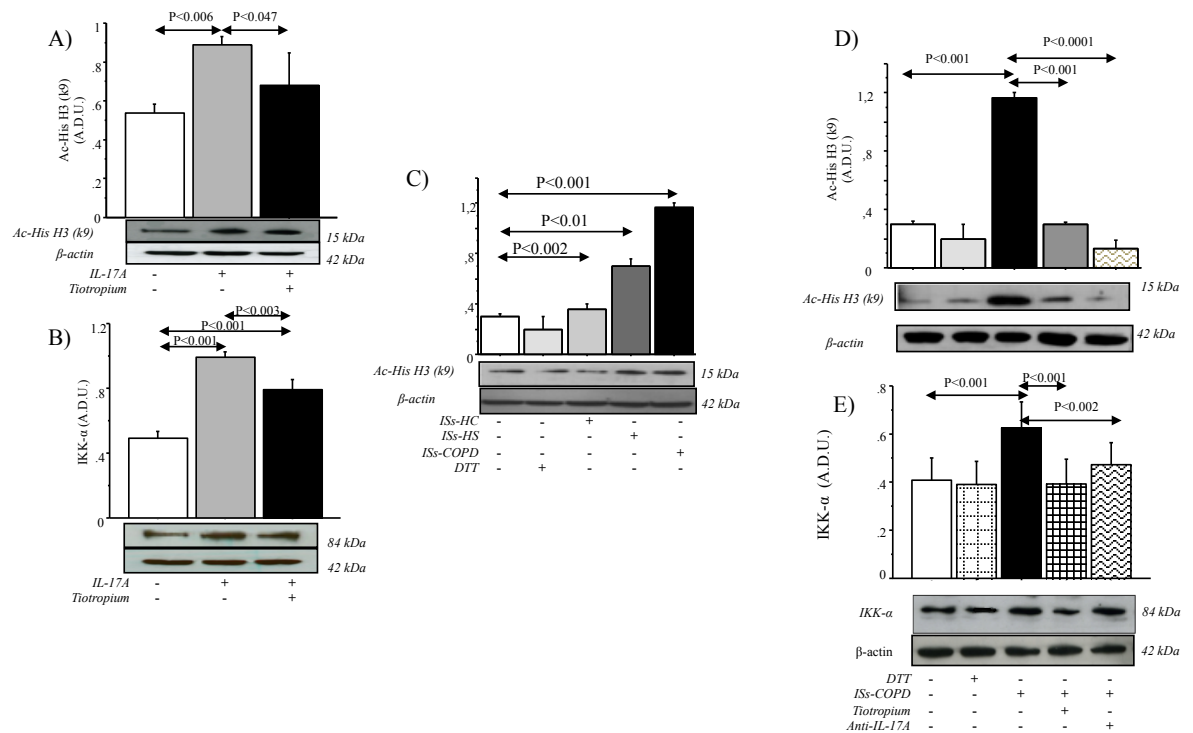 A)
P<0.006 P<0.047
Ac-His H3 (k9)
(A.D.U.)
1
,8
,6
,4
,2
0
Ac-His H3 (k9) 15 kDa
β-actin 42 kDa
IL-17A - + +
Tiotropium - - +
B)
P<0.003
P<0.001
P<0.001
IKK-α (A.D.U.)
1.2
.8
.4
0
84 kDa
42 kDa
IL-17A - + +
Tiotropium - - +
C)
P<0.001
P<0.01
P<0.002
1,2
,8
,4
0
Ac-His H3 (k9) 15 kDa
β-actin 42 kDa
ISs-HC - - + - -
ISs-HS - - - + -
ISs-COPD - - - - +
DTT - + - - -
D)
P<0.0001
P<0.001
P<0.001
Ac-His H3 (k9)
(A.D.U.)
1,2
,8
,4
0
Ac-His H3 (k9) 15 kDa
β-actin 42 kDa
E)
P<0.001 P<0.001
P<0.002
IKK-α (A.D.U.)
.8
.6
.4
.2
0
IKK-α 84 kDa
β-actin 42 kDa
DTT - + - - -
ISs-COPD - - + + +
Tiotropium - - - + -
Anti-IL-17A - - - - +